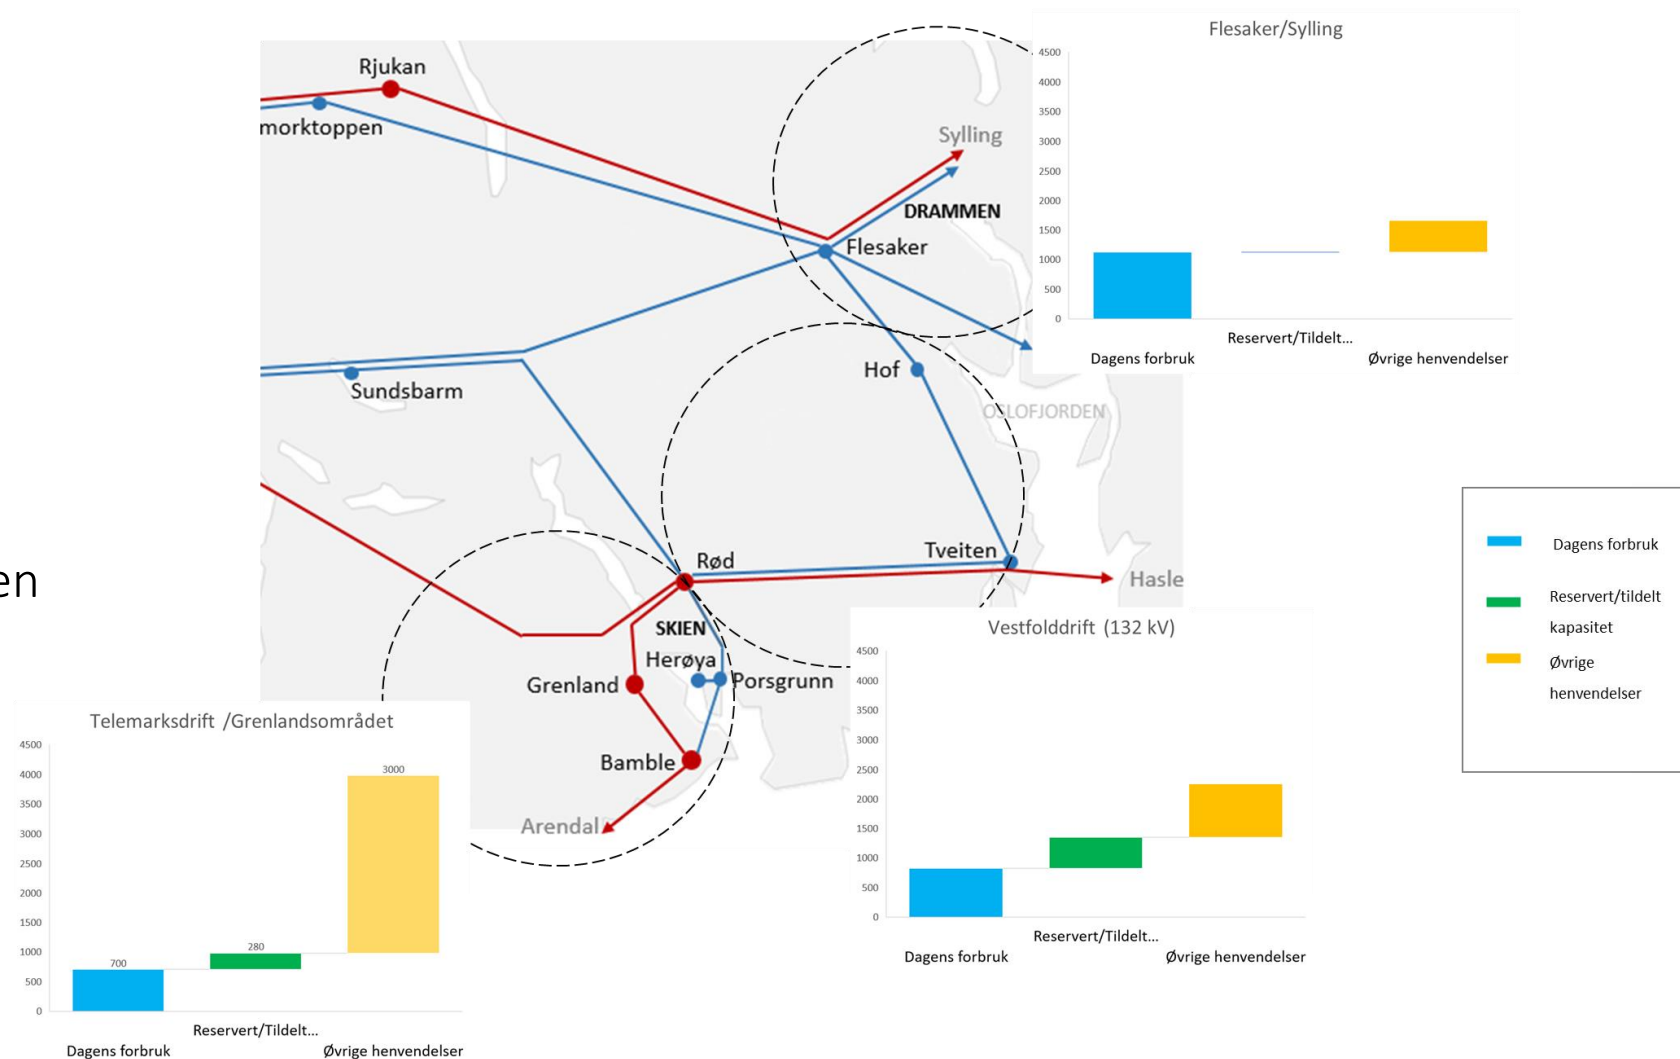 en
Rjukan
morktoppen
Sylling
DRAMMEN
Flesaker
Sundsbarm
Hof
OSLOFJORDEN
Rød
Tveiten
Hasle
SKIEN
Herøya
Grenland
Porsgrunn
Bamble
Arendal
Flesaker/Sylling
4500
4000
3500
3000
2500
2000
1500
1000
500
0
Reservert/Tildelt...
Dagens forbruk
Øvrige henvendelser
Dagens forbruk
Reservert/tildelt
kapasitet
Øvrige
henvendelser
Vestfolddrift (132 kV)
4500
4000
3500
3000
2500
2000
1500
1000
500
0
Reservert/Tildelt...
Dagens forbruk
Øvrige henvendelser
Telemarksdrift /Grenlandsområdet
4500
4000
3500
3000
2500
2000
1500
1000
500
0
3000
280
700
Reservert/Tildelt...
Dagens forbruk
Øvrige henvendelser